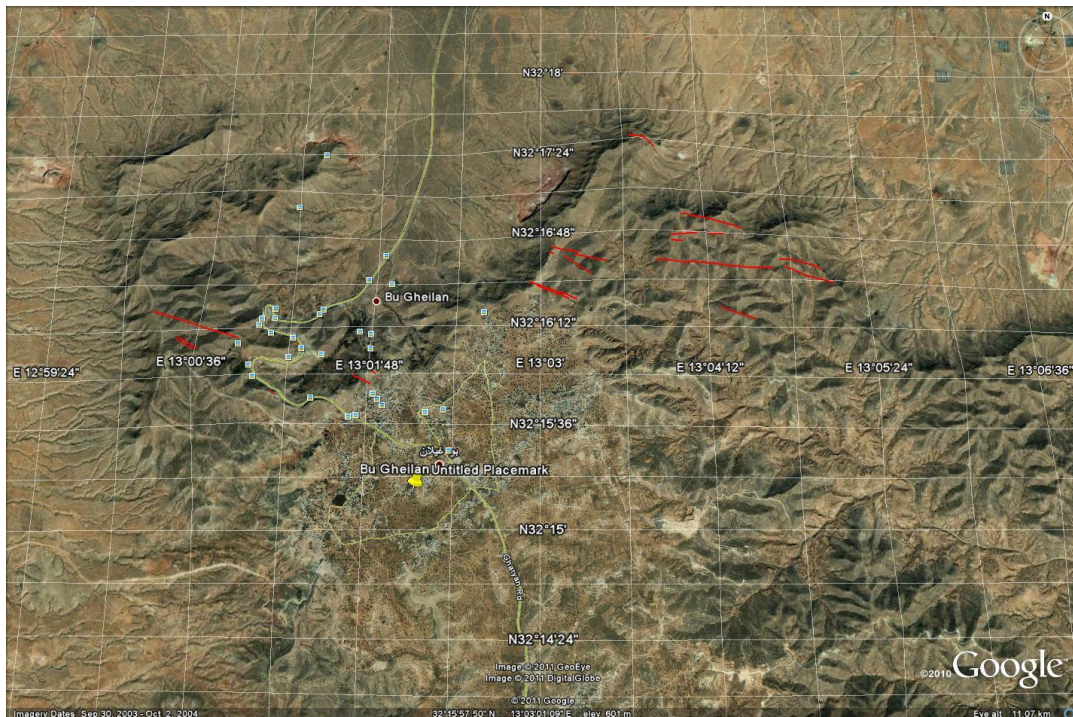 N
N32°18'
N32°17'24"
N32°16'48"
Bu Gheilan
N32°16'12"
E 12°59'24"
E 13°00'36"
E 13°01'48"
E 13°03'
E 13°04'12"
E 13°05'24"
E 13°06'36"
N32°15'36"
بو غيلان
Bu Gheilan
Untitled Placemark
N32°15'
Gharyan Rd
N32°14'24"
Image © 2011 GeoEye
Image © 2011 DigitalGlobe
© 2011 Google
©2010 Google
Imagery Dates: Sep 30, 2003 - Oct 2, 2004
32°15'57.50" N
13°03'01.09" E
elev 601 m
Eye alt 11.07 km